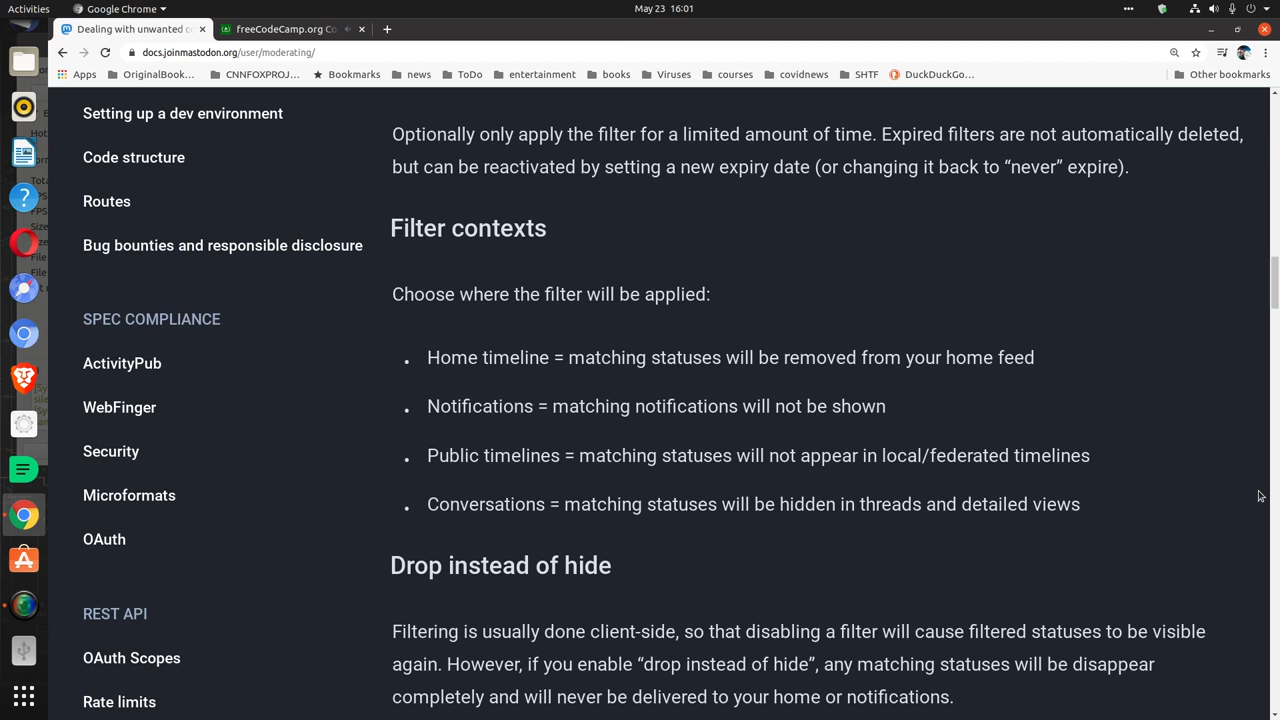 Activities
Google Chrome
May 23 16:01
Dealing with unwanted c
freeCodeCamp.org Co
docs.joinmastodon.org/user/moderating/
Apps
OriginalBook…
CNNFOXPROJ…
Bookmarks
news
ToDo
entertainment
books
Viruses
courses
covidnews
SHTF
DuckDuckGo…
Other bookmarks
Setting up a dev environment
Code structure
Routes
Bug bounties and responsible disclosure
SPEC COMPLIANCE
ActivityPub
WebFinger
Security
Microformats
OAuth
REST API
OAuth Scopes
Rate limits
Optionally only apply the filter for a limited amount of time. Expired filters are not automatically deleted,
but can be reactivated by setting a new expiry date (or changing it back to “never” expire).
Filter contexts
Choose where the filter will be applied:
• Home timeline = matching statuses will be removed from your home feed
• Notifications = matching notifications will not be shown
• Public timelines = matching statuses will not appear in local/federated timelines
• Conversations = matching statuses will be hidden in threads and detailed views
Drop instead of hide
Filtering is usually done client-side, so that disabling a filter will cause filtered statuses to be visible
again. However, if you enable “drop instead of hide”, any matching statuses will be disappear
completely and will never be delivered to your home or notifications.